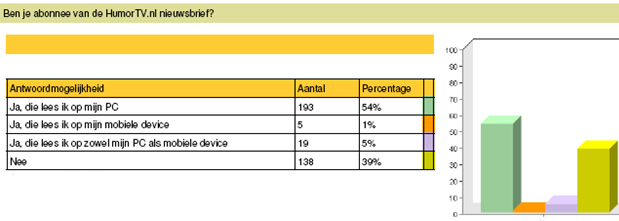 Ben je abonnee van de HumorTV.nl nieuwsbrief?
Antwoordmogelijkheid Aantal Percentage
Ja, die lees ik op mijn PC 193 54%
Ja, die lees ik op mijn mobiele device 5 1%
Ja, die lees ik op zowel mijn PC als mobiele device 19 5%
Nee 138 39%
100
90
80
70
60
50
40
30
20
10
0